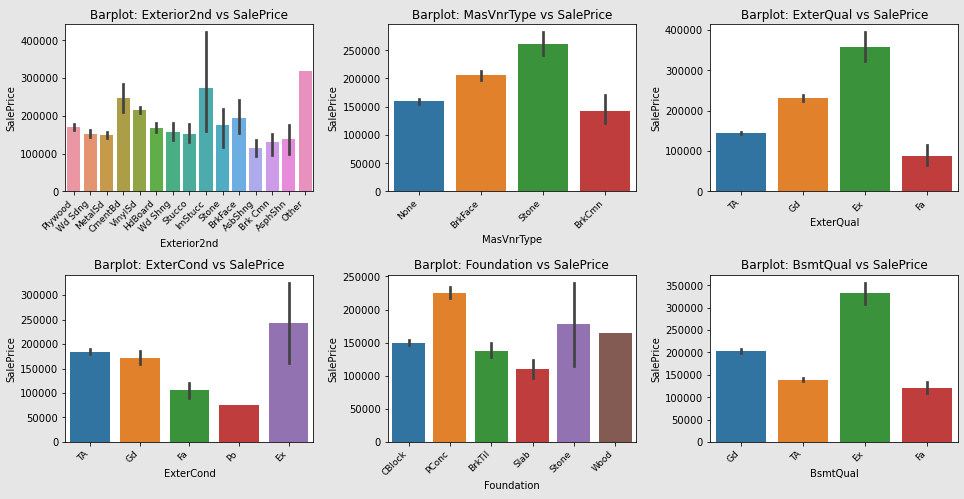 Barplot: Exterior2nd vs SalePrice
SalePrice
400000
300000
200000
100000
0
Plywood
Wd Sdng
MetalSd
CmentBd
VinylSd
HdBoard
Wd Shng
Stucco
ImStucc
Stone
BrkFace
AsbShng
Brk Cmn
AsphShn
Other
Exterior2nd
Barplot: MasVnrType vs SalePrice
SalePrice
250000
200000
150000
100000
50000
0
None
BrkFace
Stone
BrkCmn
MasVnrType
Barplot: ExterQual vs SalePrice
SalePrice
400000
300000
200000
100000
0
TA
Gd
Ex
Fa
ExterQual
Barplot: ExterCond vs SalePrice
SalePrice
300000
250000
200000
150000
100000
50000
0
TA
Gd
Fa
Po
Ex
ExterCond
Barplot: Foundation vs SalePrice
SalePrice
250000
200000
150000
100000
50000
0
CBlock
PConc
BrkTil
Slab
Stone
Wood
Foundation
Barplot: BsmtQual vs SalePrice
SalePrice
350000
300000
250000
200000
150000
100000
50000
0
Gd
TA
Ex
Fa
BsmtQual